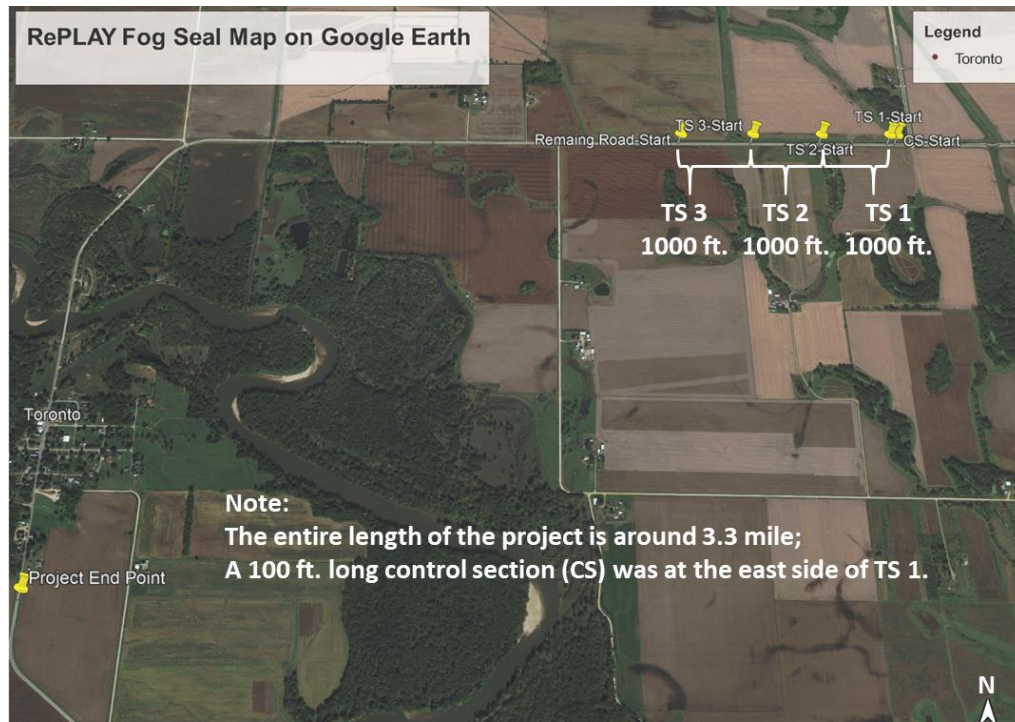 RePLAY Fog Seal Map on Google Earth
Legend
Toronto
TS 1-Start
TS 3-Start
Remaing Road-Start
TS 2-Start
CS-Start
TS 3
1000 ft.
TS 2
1000 ft.
TS 1
1000 ft.
Toronto
Note:
The entire length of the project is around 3.3 mile;
A 100 ft. long control section (CS) was at the east side of TS 1.
Project End Point
N